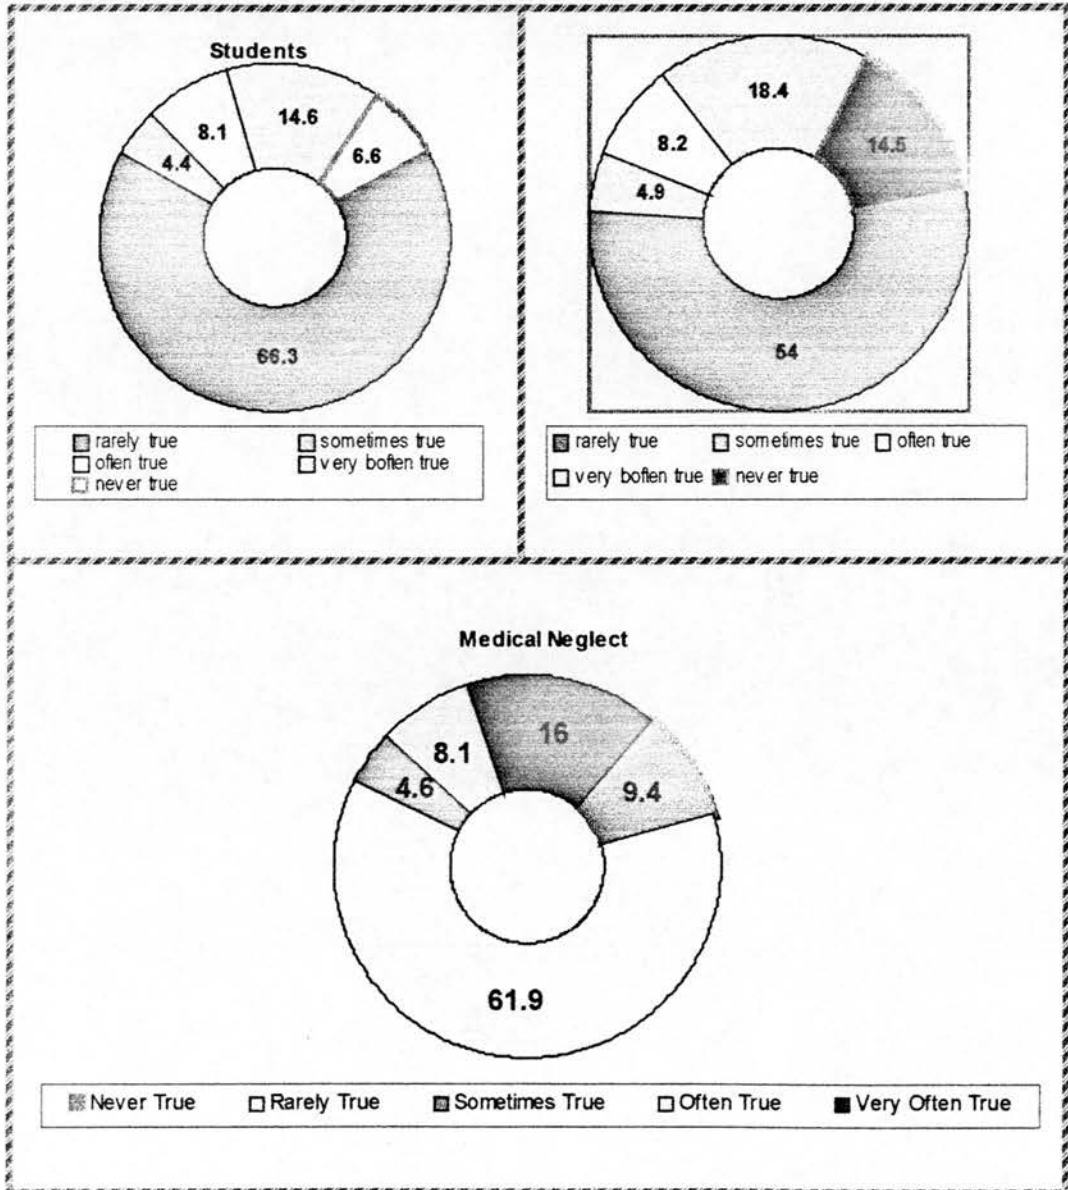 Students
14.6
8.1
6.6
4.4
66.3
rarely true sometimes true
often true very boften true
never true
18.4
14.5
8.2
4.9
54
rarely true sometimes true often true
very boften true never true
Medical Neglect
16
8.1
9.4
4.6
61.9
Never True Rarely True Sometimes True Often True Very Often True